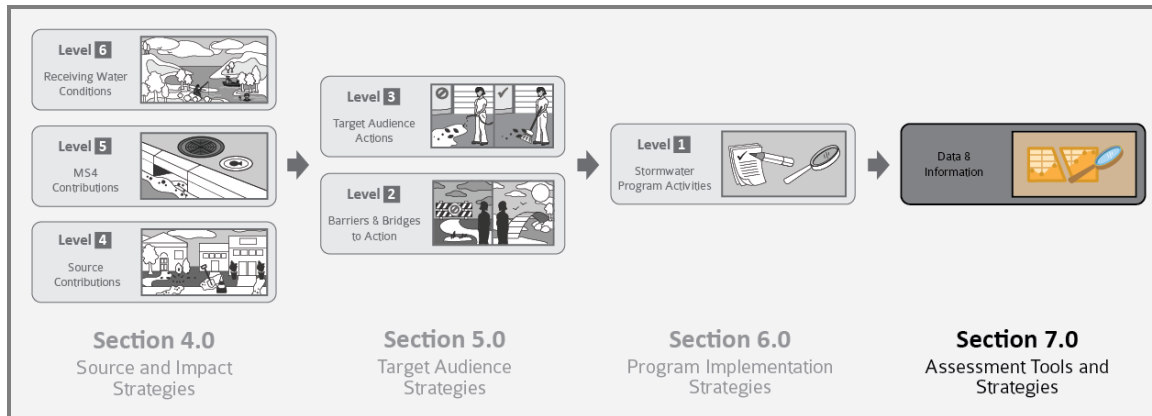 Level 6
Receiving Water
Conditions
Level 5
MS4
Contributions
Level 4
Source
Contributions
Level 3
Target Audience
Actions
Level 2
Barriers & Bridges
to Action
Level 1
Stormwater
Program Activities
Data &
Information
Section 4.0
Source and Impact
Strategies
Section 5.0
Target Audience
Strategies
Section 6.0
Program Implementation
Strategies
Section 7.0
Assessment Tools and
Strategies